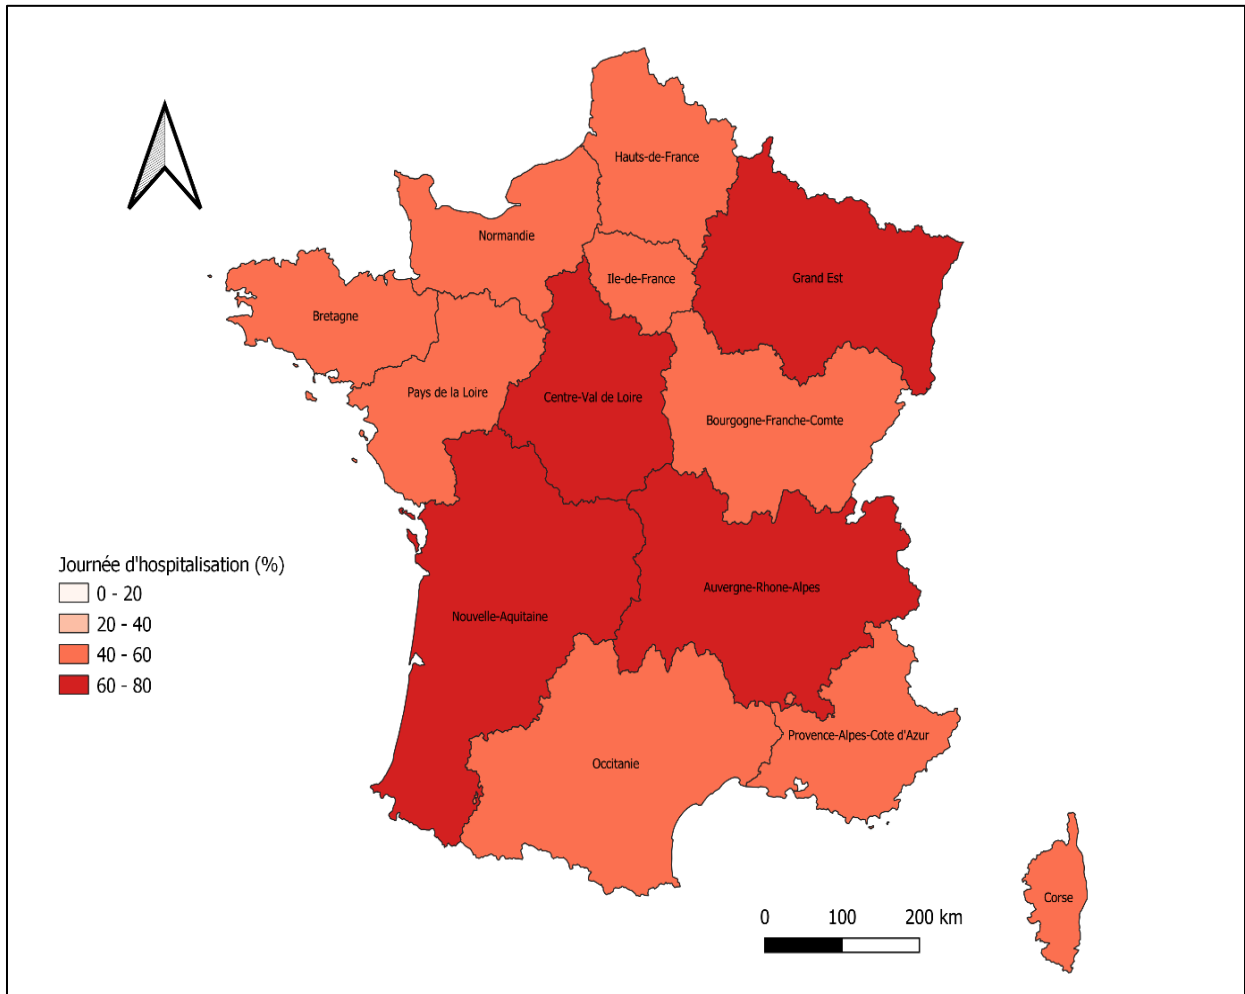 Hauts-de-France
Normandie
Ile-de-France
Grand Est
Bretagne
Pays de la Loire
Centre-Val de Loire
Bourgogne-Franche-Comte
Journée d'hospitalisation (%)
0 - 20
20 - 40
40 - 60
60 - 80
Auvergne-Rhone-Alpes
Nouvelle-Aquitaine
Provence-Alpes-Cote d'Azur
Occitanie
Corse
0 100 200 km